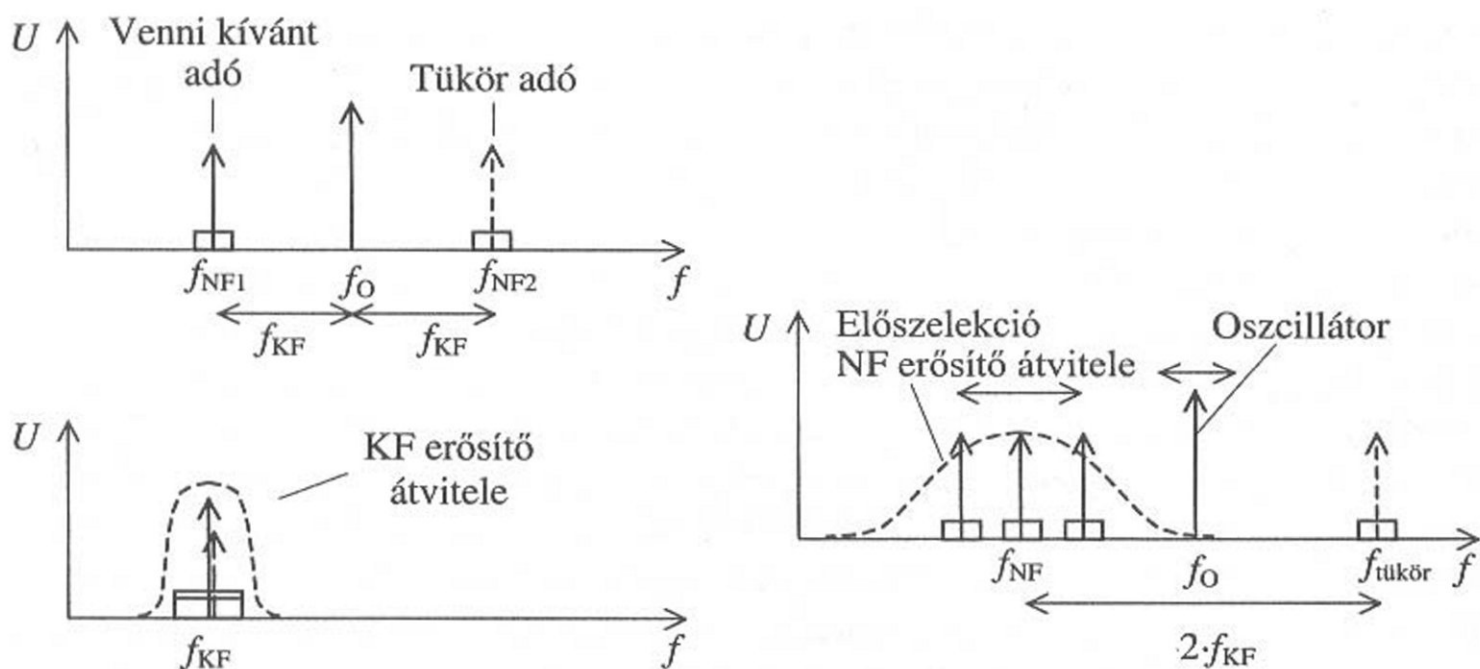 U
Venni kívánt
adó
Tükör adó
f_NF1
f_O
f_NF2
f
f_KF
f_KF
U
KF erősítő
átvitele
f_KF
f
U
Előszelekció
NF erősítő átvitele
Oszcillátor
f_NF
f_O
f_tükör
f
2·f_KF